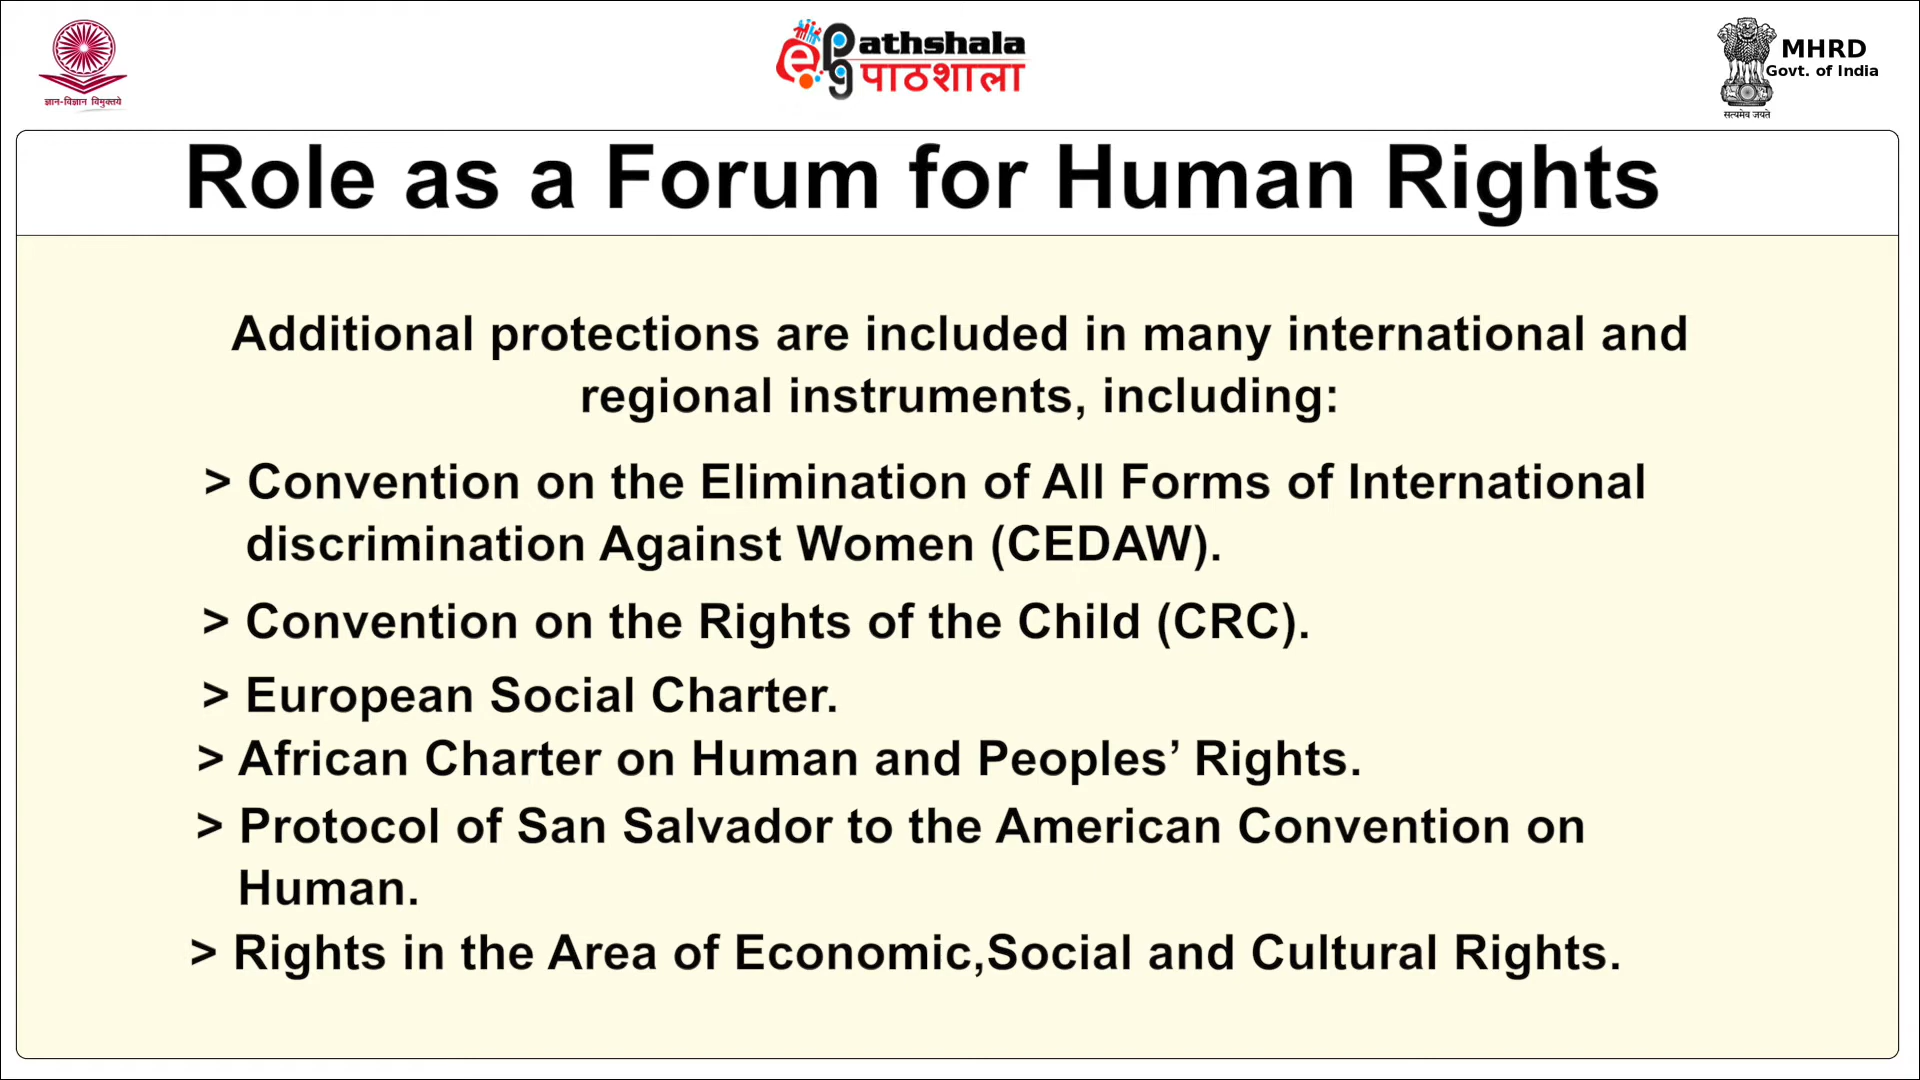 ज्ञान-विज्ञान विमुक्तये
e pg Pathshala
पाठशाला
MHRD
Govt. of India
सत्यमेव जयते
Role as a Forum for Human Rights
Additional protections are included in many international and
regional instruments, including:
> Convention on the Elimination of All Forms of International
discrimination Against Women (CEDAW).
> Convention on the Rights of the Child (CRC).
> European Social Charter.
> African Charter on Human and Peoples’ Rights.
> Protocol of San Salvador to the American Convention on
Human.
> Rights in the Area of Economic,Social and Cultural Rights.